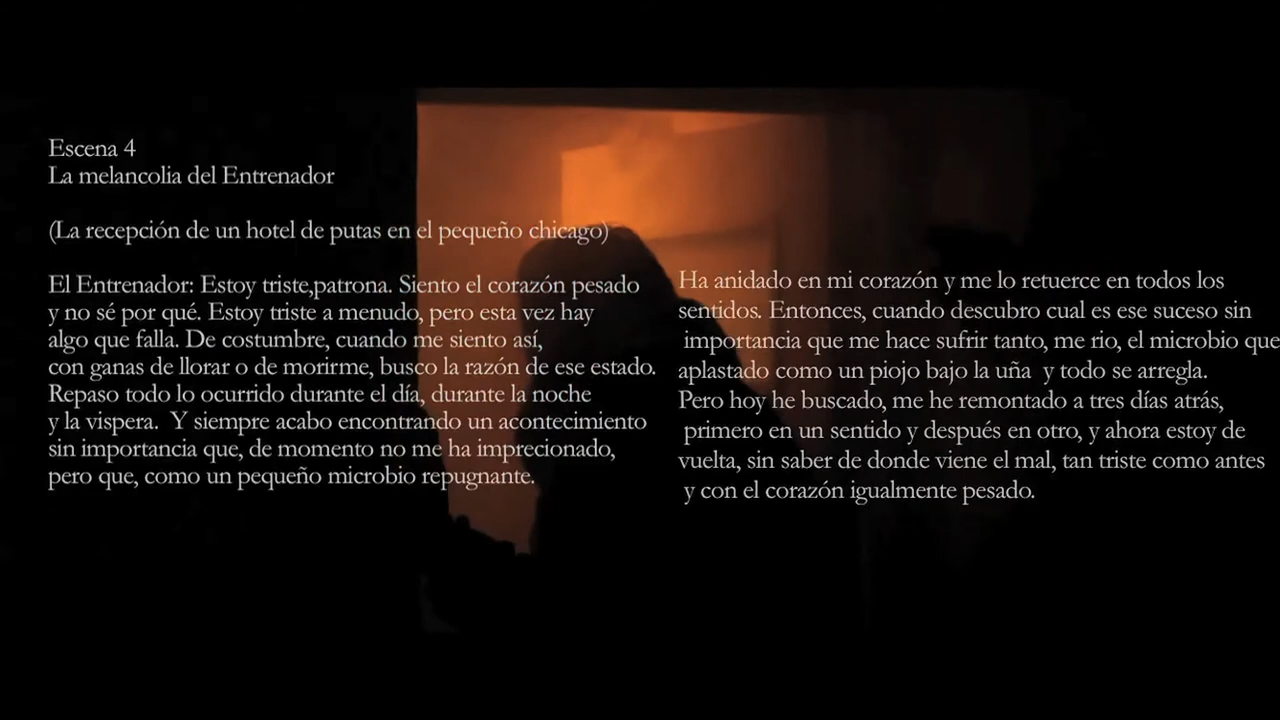 Escena 4
La melancolia del Entrenador
(La recepción de un hotel de putas en el pequeño chicago)
El Entrenador: Estoy triste,patrona. Siento el corazón pesado
y no sé por qué. Estoy triste a menudo, pero esta vez hay
algo que falla. De costumbre, cuando me siento así,
con ganas de llorar o de morirme, busco la razón de ese estado.
Repaso todo lo ocurrido durante el día, durante la noche
y la vispera.  Y siempre acabo encontrando un acontecimiento
sin importancia que, de momento no me ha imprecionado,
pero que, como un pequeño microbio repugnante.
Ha anidado en mi corazón y me lo retuerce en todos los
sentidos. Entonces, cuando descubro cual es ese suceso sin
importancia que me hace sufrir tanto, me rio, el microbio que
aplastado como un piojo bajo la uña  y todo se arregla.
Pero hoy he buscado, me he remontado a tres días atrás,
primero en un sentido y después en otro, y ahora estoy de
vuelta, sin saber de donde viene el mal, tan triste como antes
y con el corazón igualmente pesado.